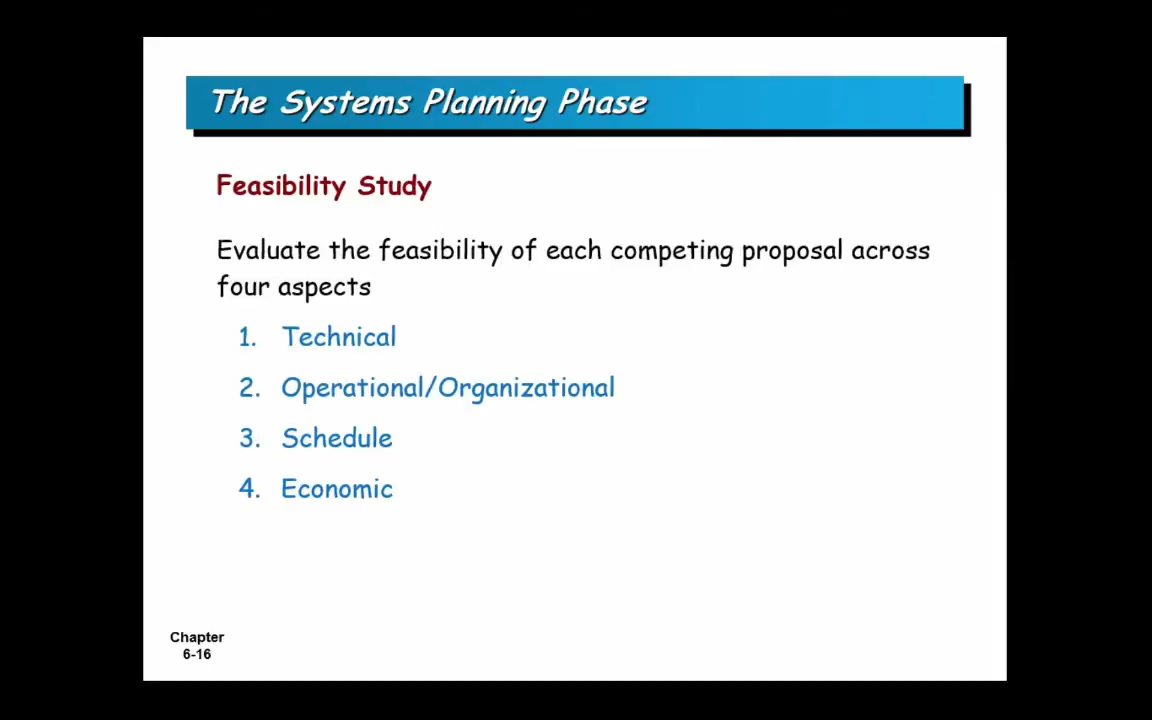 The Systems Planning Phase
Feasibility Study
Evaluate the feasibility of each competing proposal across
four aspects
1. Technical
2. Operational/Organizational
3. Schedule
4. Economic
Chapter
6-16